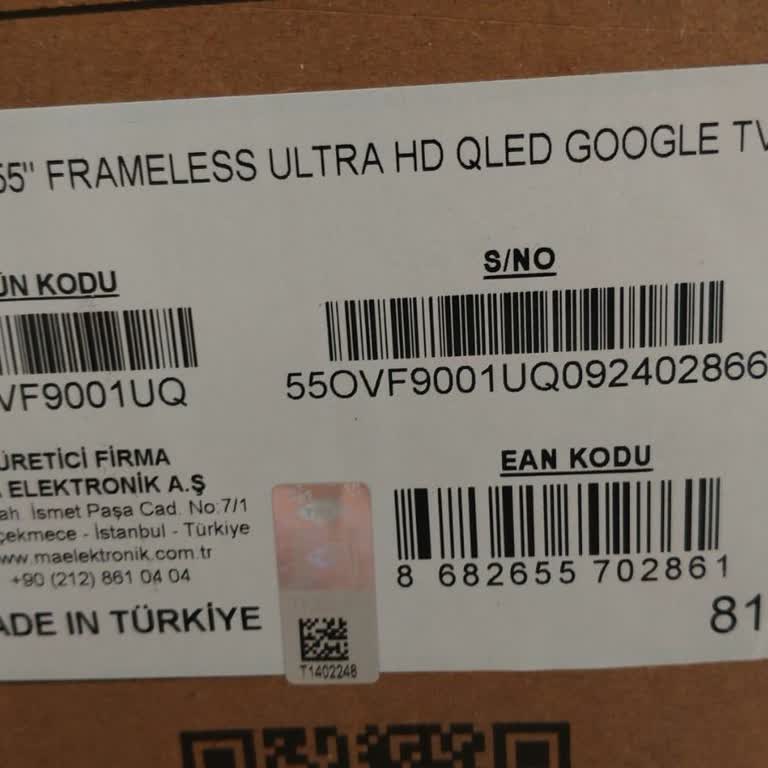 55" FRAMELESS ULTRA HD QLED GOOGLE TV
ÜN KODU
VF9001UQ
S/NO
55OVF9001UQ092402866
ÜRETİCİ FİRMA
ELEKTRONİK A.Ş
ah. İsmet Paşa Cad. No:7/1
çekmece - İstanbul - Türkiye
www.maelektronik.com.tr
+90 (212) 861 04 04
ADE IN TÜRKİYE
T1402248
EAN KODU
8 682655 702861
81